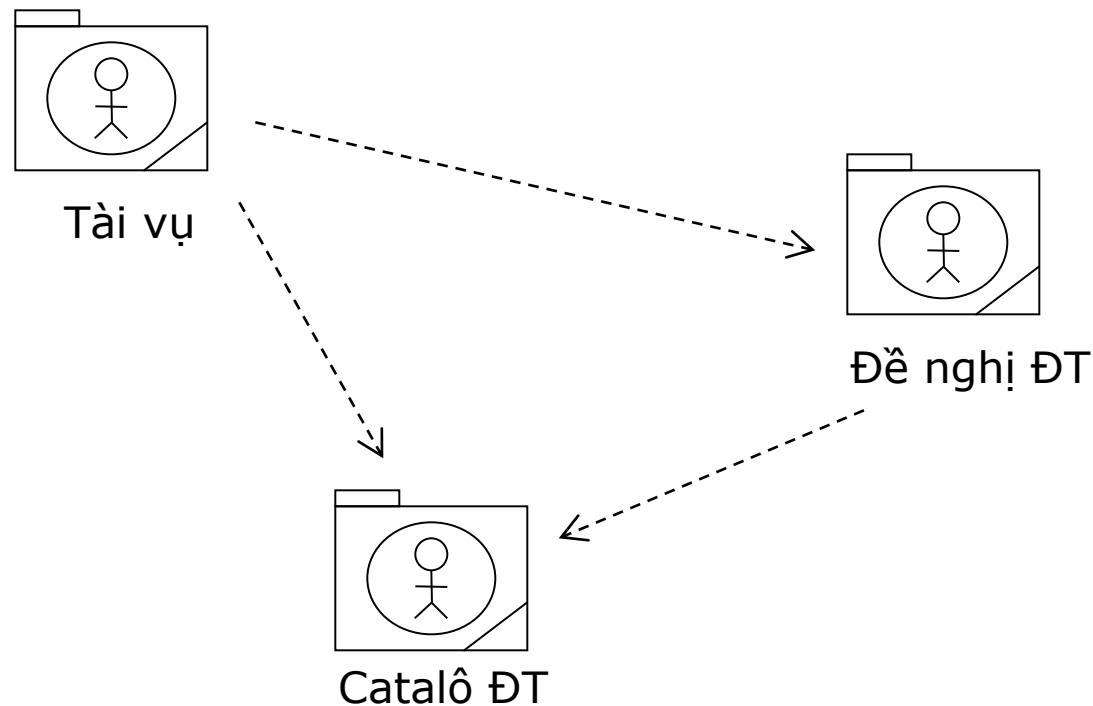 Tài vụ
Đề nghị ĐT
Catalô ĐT